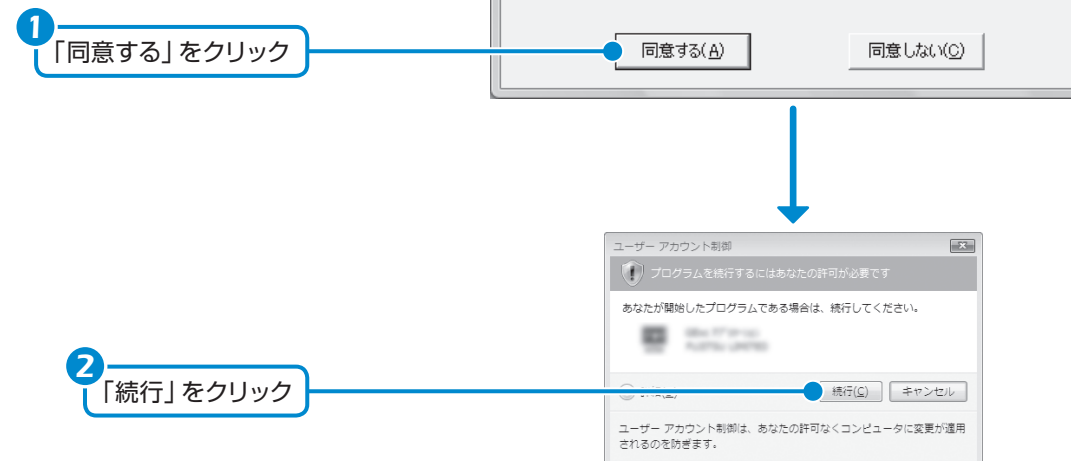 1
「同意する」をクリック
同意する(A)
同意しない(C)
ユーザー アカウント制御
プログラムを続行するにはあなたの許可が必要です
あなたが開始したプログラムである場合は、続行してください。
2
「続行」をクリック
続行(C)
キャンセル
ユーザー アカウント制御は、あなたの許可なくコンピュータに変更が適用
されるのを防ぎます。